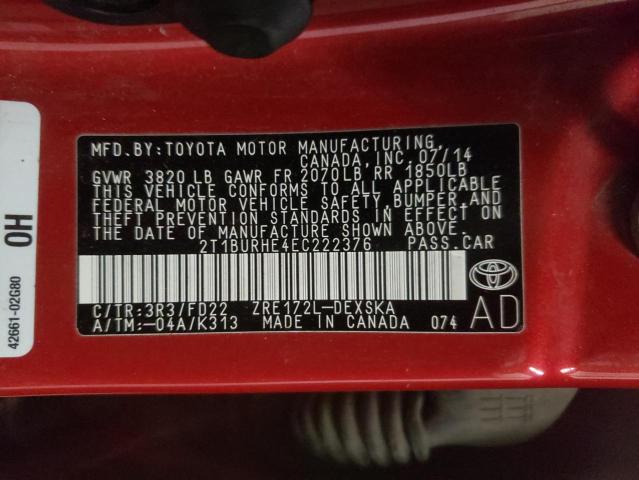 MFD.BY:TOYOTA MOTOR MANUFACTURING,
CANADA, INC. 07/14
GVWR 3820 LB GAWR FR 2070LB RR 1850LB
THIS VEHICLE CONFORMS TO ALL APPLICABLE
FEDERAL MOTOR VEHICLE SAFETY,BUMPER,AND
THEFT PREVENTION STANDARDS IN EFFECT ON
THE DATE OF MANUFACTURE SHOWN ABOVE.
2T1BURHE4EC222376 PASS.CAR
C/TR:3R3/FD22 ZRE172L-DEXSKA
A/TM:-04A/K313 MADE IN CANADA 074
AD
OH
42661-02G80